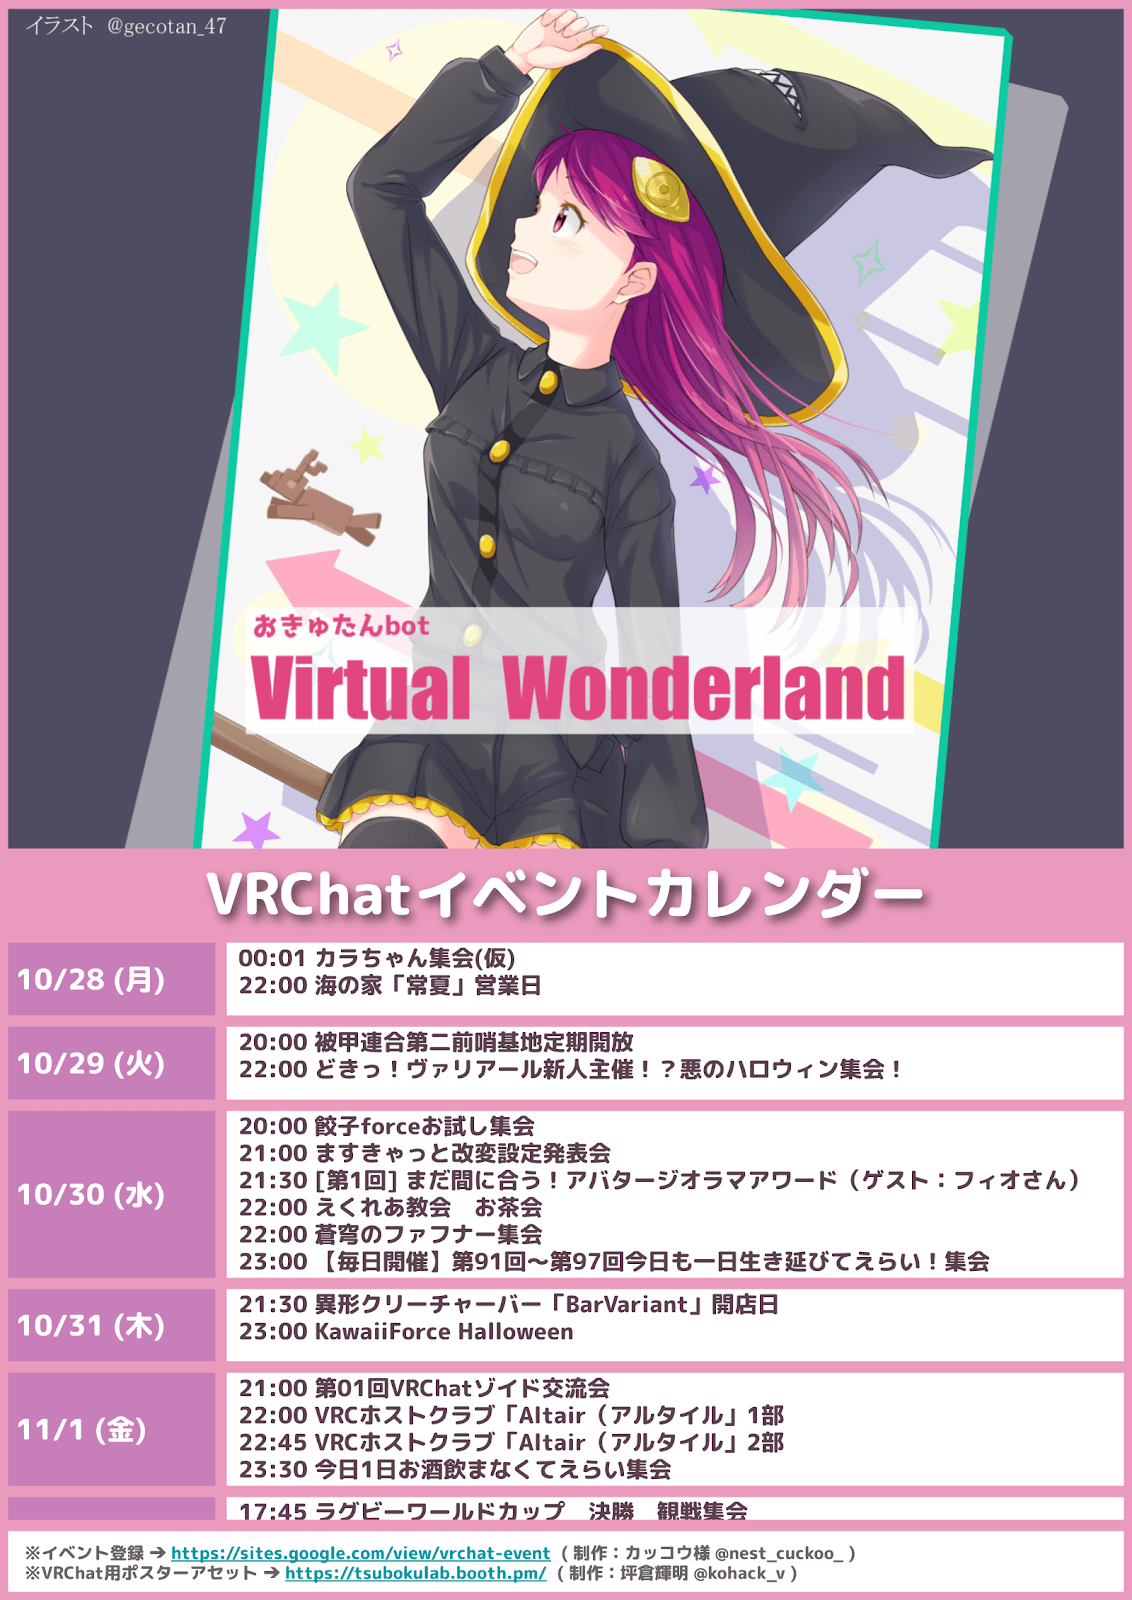 イラスト @gecotan_47
おきゅたんbot
Virtual Wonderland
VRChatイベントカレンダー
10/28 (月)
00:01 カラちゃん集会(仮)
22:00 海の家「常夏」営業日
10/29 (火)
20:00 被甲連合第二前哨基地定期開放
22:00 どきっ！ヴァリアール新人主催！？悪のハロウィン集会！
10/30 (水)
20:00 餃子forceお試し集会
21:00 ますきゃっと改変設定発表会
21:30 [第1回] まだ間に合う！アバタージオラマアワード（ゲスト：フィオさん）
22:00 えくれあ教会　お茶会
22:00 蒼穹のファフナー集会
23:00 【毎日開催】第91回～第97回今日も一日生き延びてえらい！集会
10/31 (木)
21:30 異形クリーチャーバー「BarVariant」開店日
23:00 KawaiiForce Halloween
11/1 (金)
21:00 第01回VRChatゾイド交流会
22:00 VRCホストクラブ「Altair（アルタイル」1部
22:45 VRCホストクラブ「Altair（アルタイル」2部
23:30 今日1日お酒飲まなくてえらい集会
17:45 ラグビーワールドカップ　決勝　観戦集会
※イベント登録 → https://sites.google.com/view/vrchat-event （ 制作：カッコウ様 @nest_cuckoo_ ）
※VRChat用ポスターアセット → https://tsubokulab.booth.pm/ （ 制作：坪倉輝明 @kohack_v ）